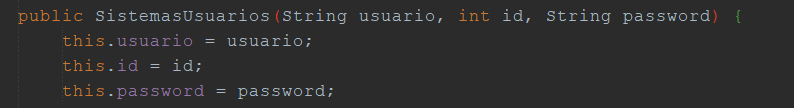 public SistemasUsuarios(String usuario, int id, String password) {
this.usuario = usuario;
this.id = id;
this.password = password;